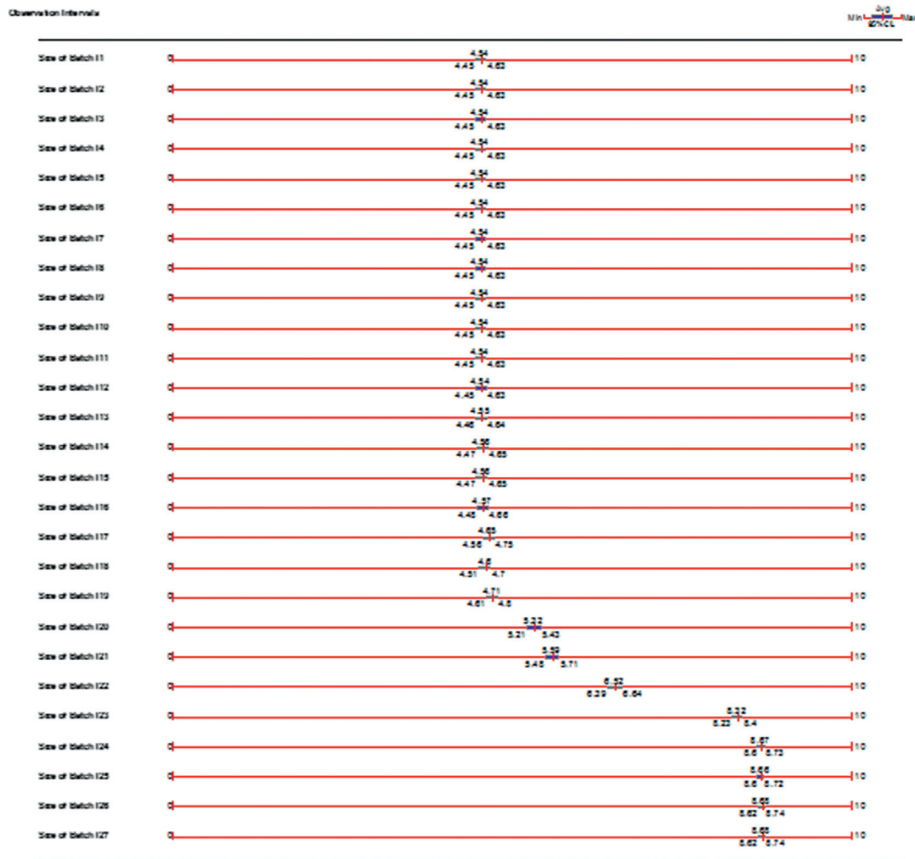 Observation Intervals
Min Avg Max
95% CL
Size of Batch I1 0 4.54 10
4.45 4.63
Size of Batch I2 0 4.54 10
4.45 4.63
Size of Batch I3 0 4.54 10
4.45 4.63
Size of Batch I4 0 4.54 10
4.45 4.63
Size of Batch I5 0 4.54 10
4.45 4.63
Size of Batch I6 0 4.54 10
4.45 4.63
Size of Batch I7 0 4.54 10
4.45 4.63
Size of Batch I8 0 4.54 10
4.45 4.63
Size of Batch I9 0 4.54 10
4.45 4.63
Size of Batch I10 0 4.54 10
4.45 4.63
Size of Batch I11 0 4.54 10
4.45 4.63
Size of Batch I12 0 4.54 10
4.45 4.63
Size of Batch I13 0 4.55 10
4.46 4.64
Size of Batch I14 0 4.56 10
4.47 4.65
Size of Batch I15 0 4.56 10
4.47 4.65
Size of Batch I16 0 4.57 10
4.48 4.66
Size of Batch I17 0 4.65 10
4.56 4.75
Size of Batch I18 0 4.6 10
4.51 4.7
Size of Batch I19 0 4.71 10
4.61 4.8
Size of Batch I20 0 5.32 10
5.21 5.43
Size of Batch I21 0 5.59 10
5.48 5.71
Size of Batch I22 0 6.52 10
6.39 6.64
Size of Batch I23 0 8.32 10
8.23 8.4
Size of Batch I24 0 8.67 10
8.6 8.73
Size of Batch I25 0 8.66 10
8.6 8.72
Size of Batch I26 0 8.68 10
8.62 8.74
Size of Batch I27 0 8.68 10
8.62 8.74